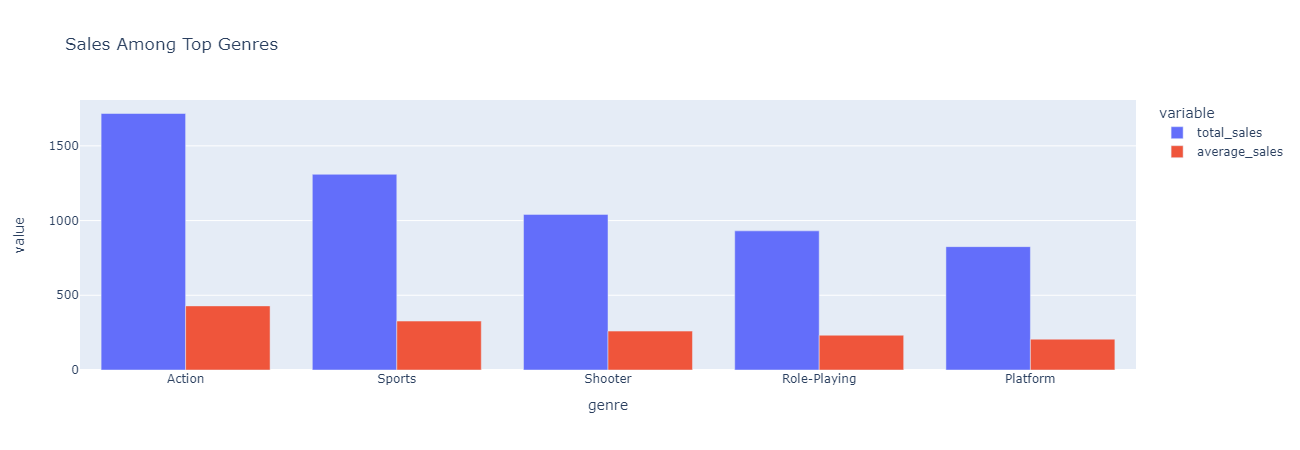 Sales Among Top Genres
variable
total_sales
average_sales
value
1500
1000
500
0
Action
Sports
Shooter
Role-Playing
Platform
genre